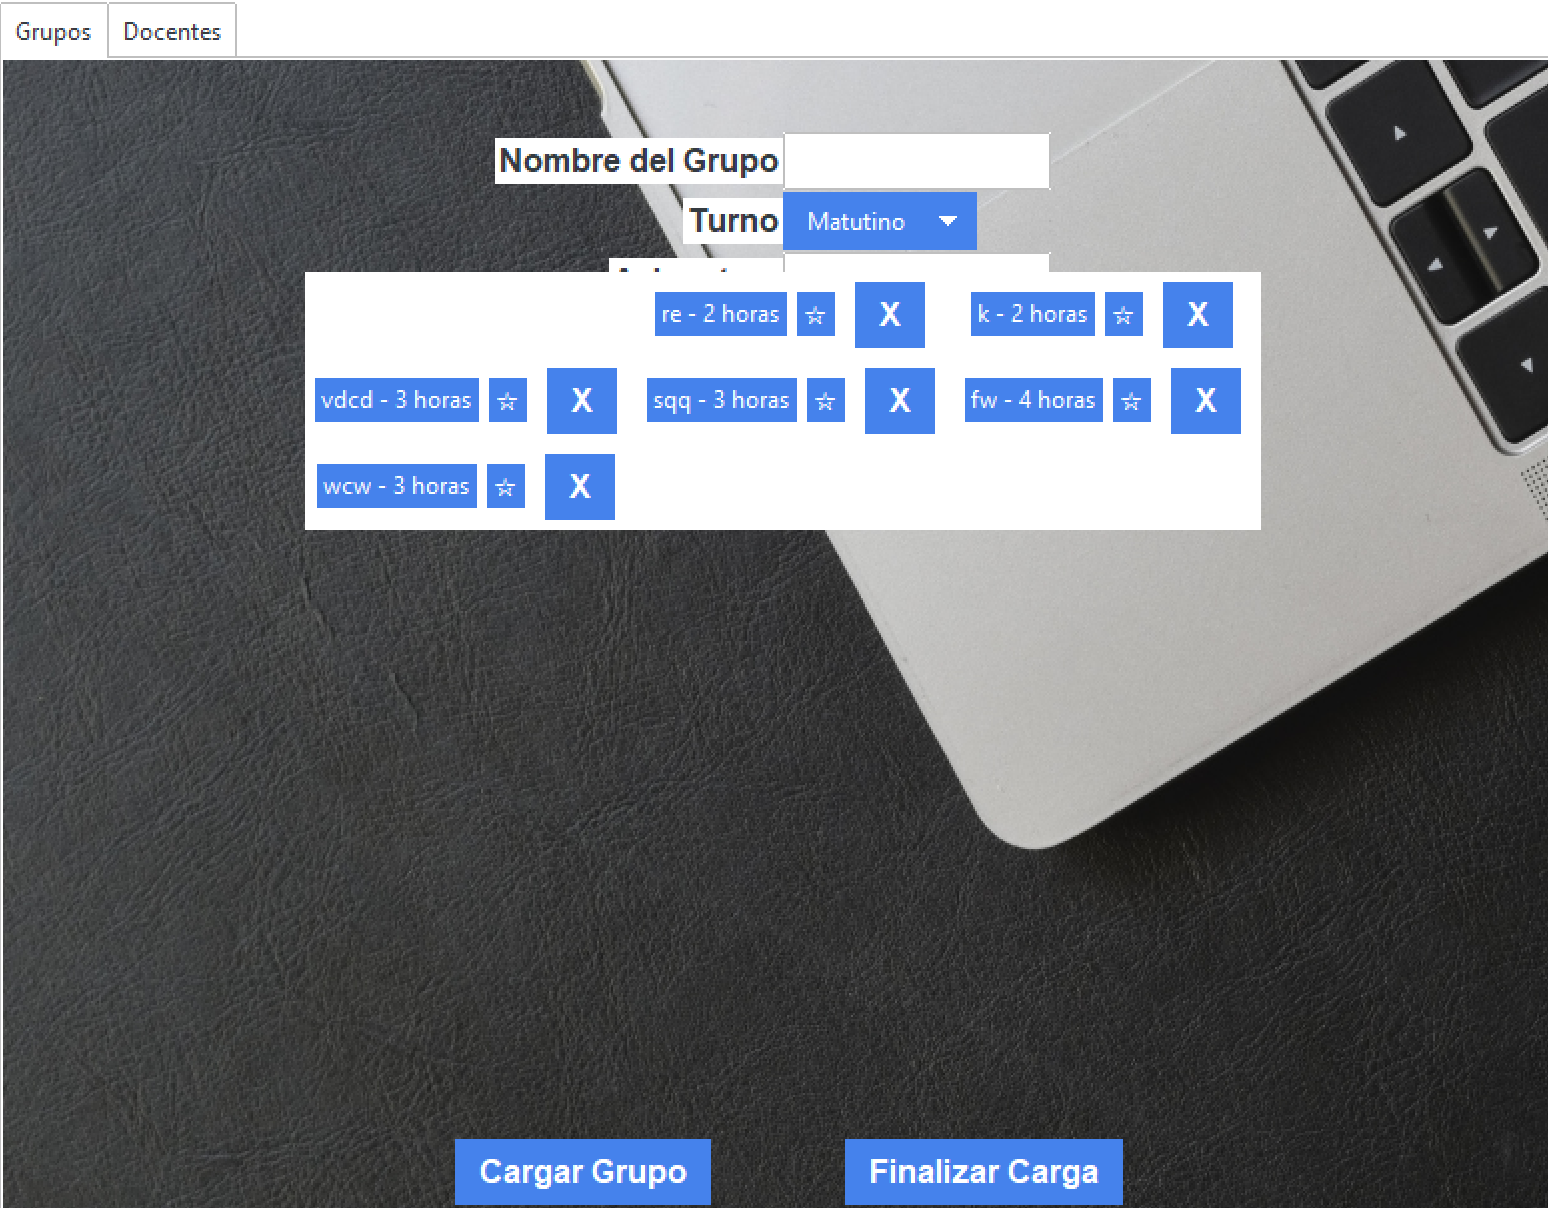 Grupos Docentes
Nombre del Grupo
Turno Matutino
re - 2 horas ☆ X k - 2 horas ☆ X
vdcd - 3 horas ☆ X sqq - 3 horas ☆ X fw - 4 horas ☆ X
wcw - 3 horas ☆ X
Cargar Grupo Finalizar Carga